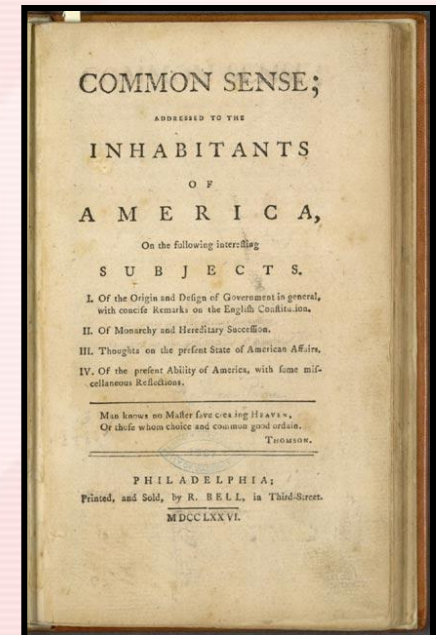 COMMON SENSE;
ADDRESSED TO THE
INHABITANTS
OF
AMERICA,
On the following interesting
SUBJECTS.
I. Of the Origin and Design of Government in general,
with concise Remarks on the English Constitution.
II. Of Monarchy and Hereditary Succession.
III. Thoughts on the present State of American Affairs.
IV. Of the present Ability of America, with some mis-
cellaneous Reflections.
Man knows no Master save creating HEAVEN,
Or those whom choice and common good ordain.
THOMSON.
PHILADELPHIA;
Printed, and Sold, by R. BELL, in Third-Street.
MDCCLXXVI.